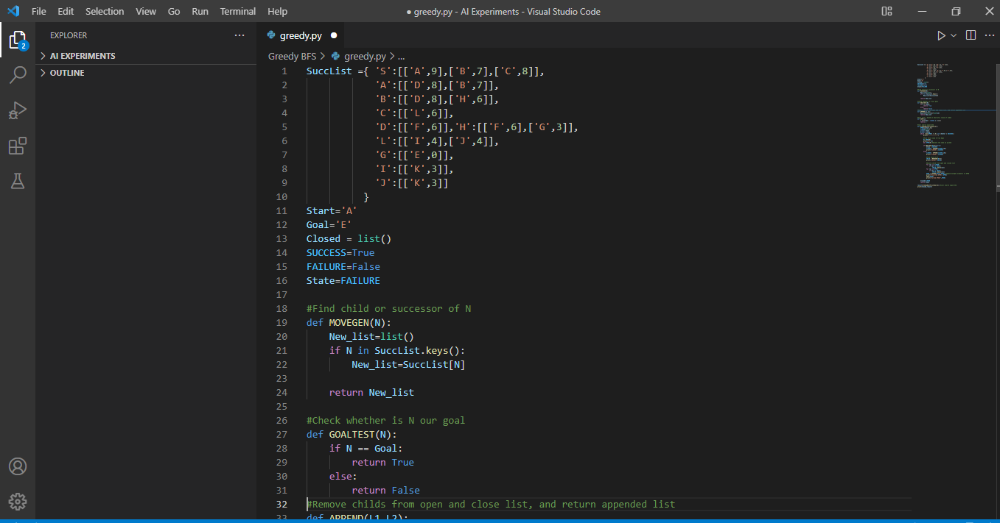 File Edit Selection View Go Run Terminal Help ● greedy.py - AI Experiments - Visual Studio Code
EXPLORER ...
greedy.py ●
2
AI EXPERIMENTS
OUTLINE
Greedy BFS > greedy.py > ...
1 SuccList ={ 'S':[['A',9],['B',7],['C',8]],
2 'A':[['D',8],['B',7]],
3 'B':[['D',8],['H',6]],
4 'C':[['L',6]],
5 'D':[['F',6]],'H':[['F',6],['G',3]],
6 'L':[['I',4],['J',4]],
7 'G':[['E',0]],
8 'I':[['K',3]],
9 'J':[['K',3]]
10 }
11 Start='A'
12 Goal='E'
13 Closed = list()
14 SUCCESS=True
15 FAILURE=False
16 State=FAILURE
17
18 #Find child or successor of N
19 def MOVEGEN(N):
20 New_list=list()
21 if N in SuccList.keys():
22 New_list=SuccList[N]
23
24 return New_list
25
26 #Check whether is N our goal
27 def GOALTEST(N):
28 if N == Goal:
29 return True
30 else:
31 return False
32 #Remove childs from open and close list, and return appended list
33 def APPEND(L1,L2):